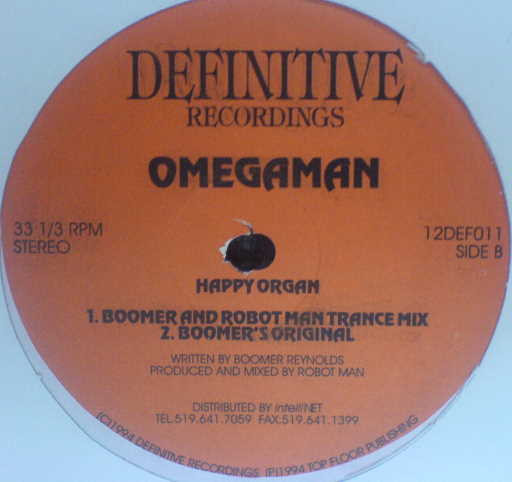 DEFINITIVE
RECORDINGS
OMEGAMAN
33 1/3 RPM
STEREO
12DEF011
SIDE B
HAPPY ORGAN
1. BOOMER AND ROBOT MAN TRANCE MIX
2. BOOMER'S ORIGINAL
WRITTEN BY BOOMER REYNOLDS
PRODUCED AND MIXED BY ROBOT MAN
DISTRIBUTED BY intelliNET
TEL.519.641.7059 FAX.519.641.1399
(C)1994 DEFINITIVE RECORDINGS (P)1994 TOP FLOOR PUBLISHING